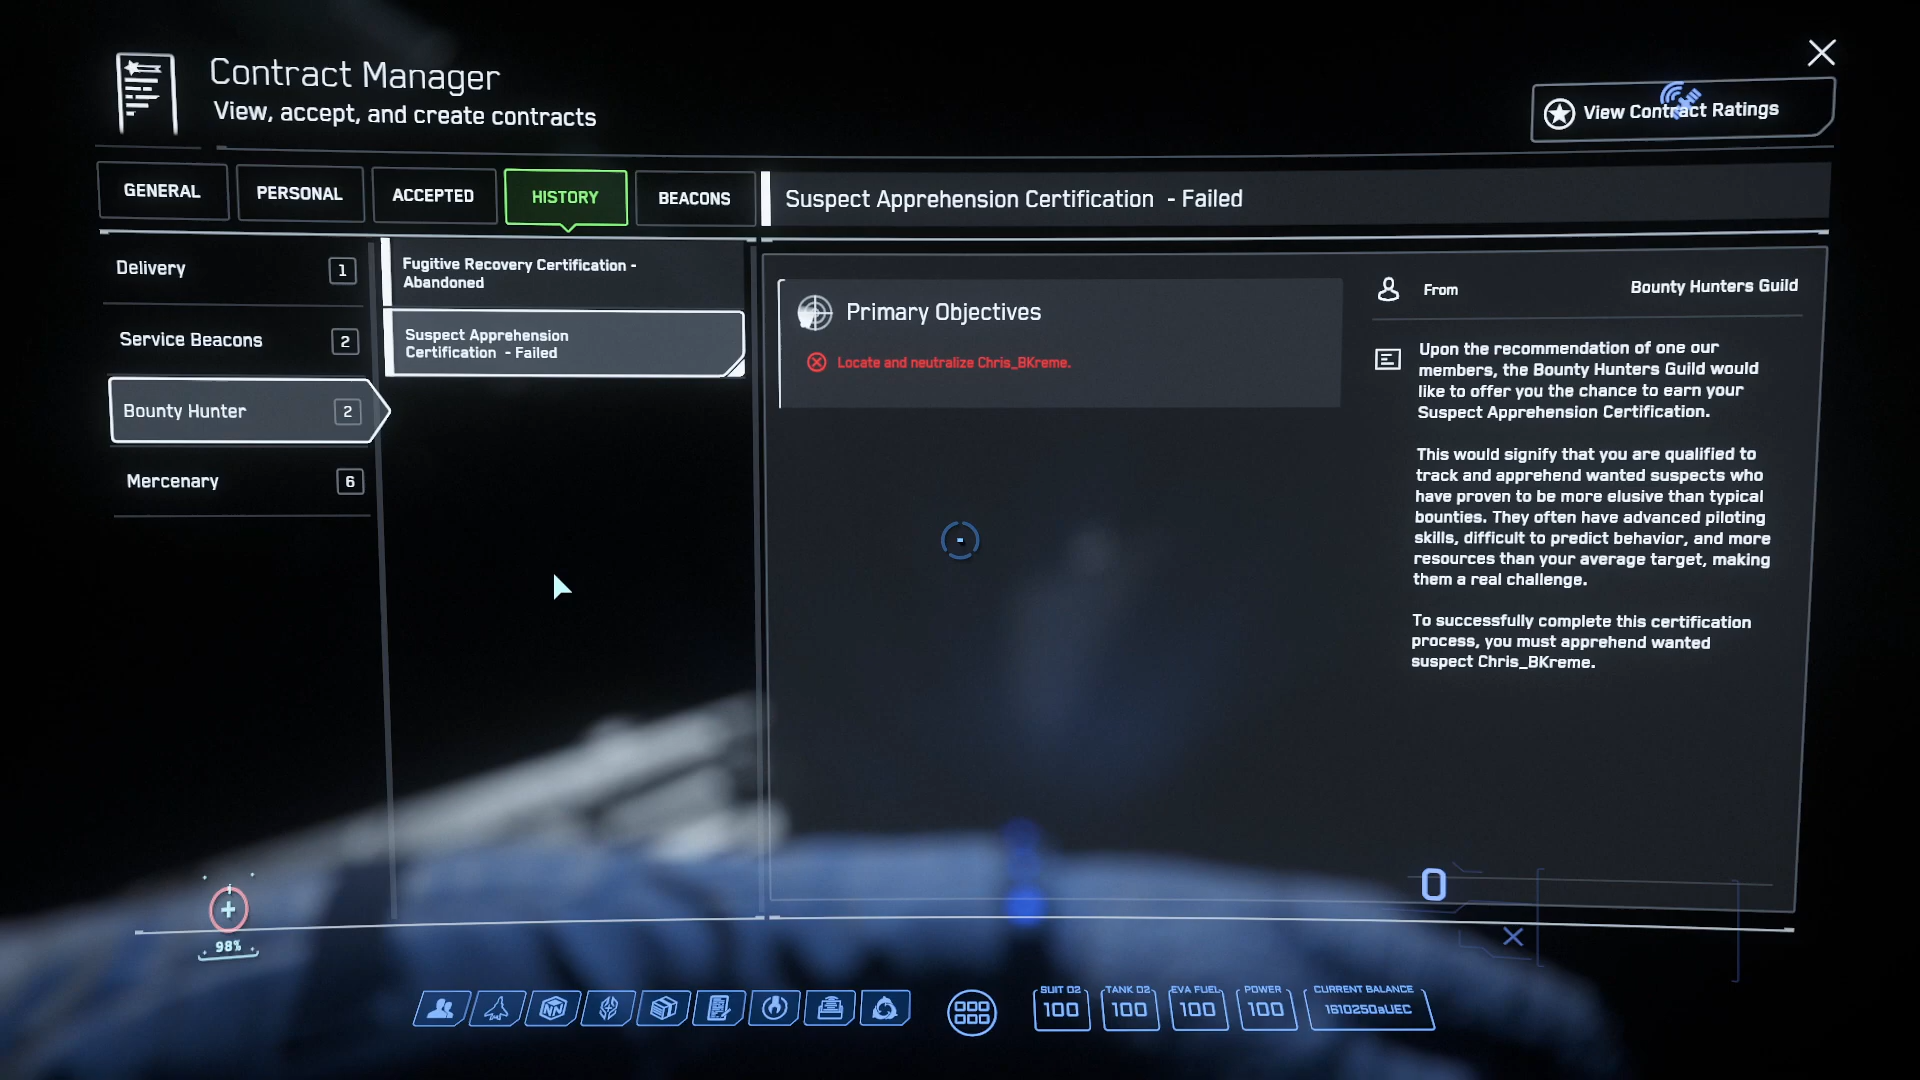 Contract Manager
View, accept, and create contracts
View Contract Ratings
GENERAL
PERSONAL
ACCEPTED
HISTORY
BEACONS
Delivery
1
Service Beacons
2
Bounty Hunter
2
Mercenary
6
Fugitive Recovery Certification -
Abandoned
Suspect Apprehension
Certification - Failed
Suspect Apprehension Certification - Failed
Primary Objectives
Locate and neutralize Chris_BKreme.
From
Bounty Hunters Guild
Upon the recommendation of one our
members, the Bounty Hunters Guild would
like to offer you the chance to earn your
Suspect Apprehension Certification.
This would signify that you are qualified to
track and apprehend wanted suspects who
have proven to be more elusive than typical
bounties. They often have advanced piloting
skills, difficult to predict behavior, and more
resources than your average target, making
them a real challenge.
To successfully complete this certification
process, you must apprehend wanted
suspect Chris_BKreme.
0
98%
NN
SUIT O2
100
TANK O2
100
EVA FUEL
100
POWER
100
CURRENT BALANCE
1610250aUEC